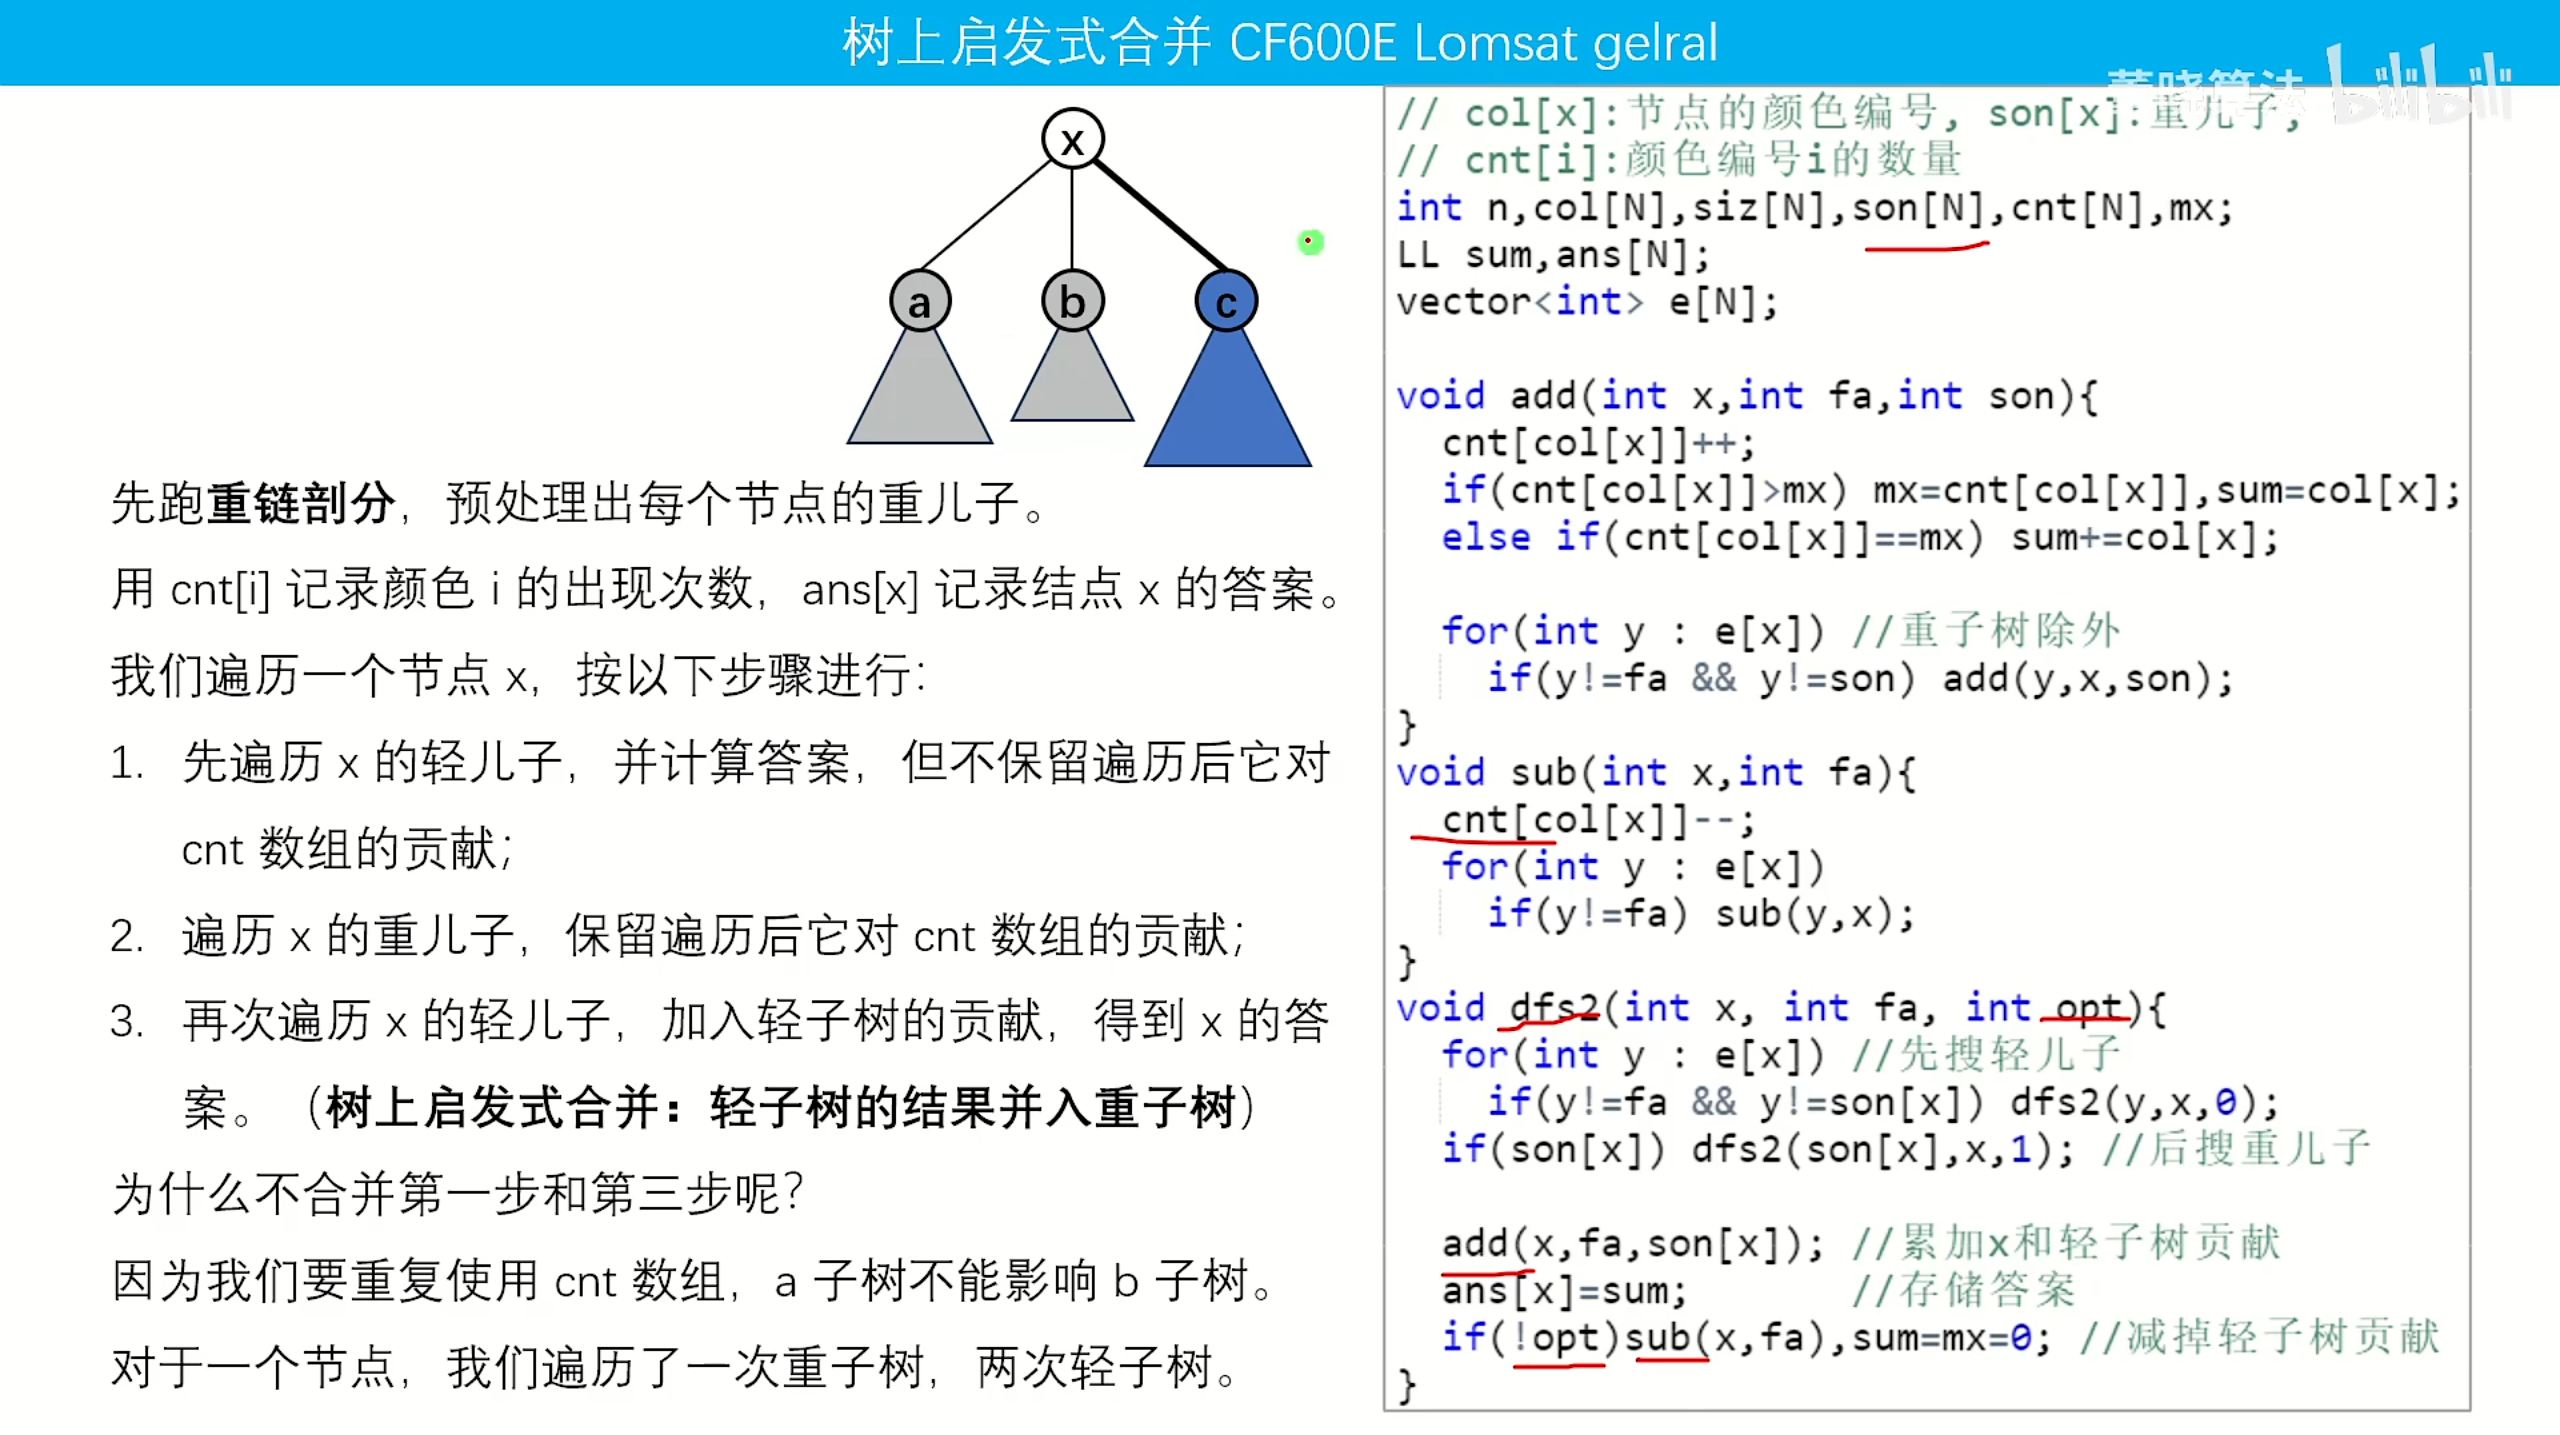 树上启发式合并 CF600E Lomsat gelral
董晓算法 bilibili
x
a b c
先跑重链剖分，预处理出每个节点的重儿子。
用 cnt[i] 记录颜色 i 的出现次数，ans[x] 记录结点 x 的答案。
我们遍历一个节点 x，按以下步骤进行：
1. 先遍历 x 的轻儿子，并计算答案，但不保留遍历后它对
cnt 数组的贡献；
2. 遍历 x 的重儿子，保留遍历后它对 cnt 数组的贡献；
3. 再次遍历 x 的轻儿子，加入轻子树的贡献，得到 x 的答
案。（树上启发式合并：轻子树的结果并入重子树）
为什么不合并第一步和第三步呢？
因为我们要重复使用 cnt 数组，a 子树不能影响 b 子树。
对于一个节点，我们遍历了一次重子树，两次轻子树。
// col[x]:节点的颜色编号, son[x]:重儿子,
// cnt[i]:颜色编号i的数量
int n,col[N],siz[N],son[N],cnt[N],mx;
LL sum,ans[N];
vector<int> e[N];
void add(int x,int fa,int son){
cnt[col[x]]++;
if(cnt[col[x]]>mx) mx=cnt[col[x]],sum=col[x];
else if(cnt[col[x]]==mx) sum+=col[x];
for(int y : e[x]) //重子树除外
if(y!=fa && y!=son) add(y,x,son);
}
void sub(int x,int fa){
cnt[col[x]]--;
for(int y : e[x])
if(y!=fa) sub(y,x);
}
void dfs2(int x, int fa, int opt){
for(int y : e[x]) //先搜轻儿子
if(y!=fa && y!=son[x]) dfs2(y,x,0);
if(son[x]) dfs2(son[x],x,1); //后搜重儿子
add(x,fa,son[x]); //累加x和轻子树贡献
ans[x]=sum; //存储答案
if(!opt)sub(x,fa),sum=mx=0; //减掉轻子树贡献
}